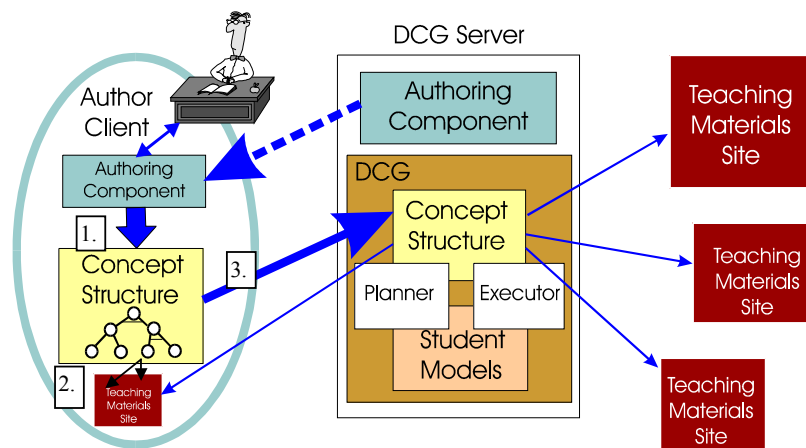 Author
Client
Authoring
Component
1.
Concept
Structure
2.
Teaching
Materials
Site
3.
DCG Server
Authoring
Component
DCG
Concept
Structure
Planner
Executor
Student
Models
Teaching
Materials
Site
Teaching
Materials
Site
Teaching
Materials
Site